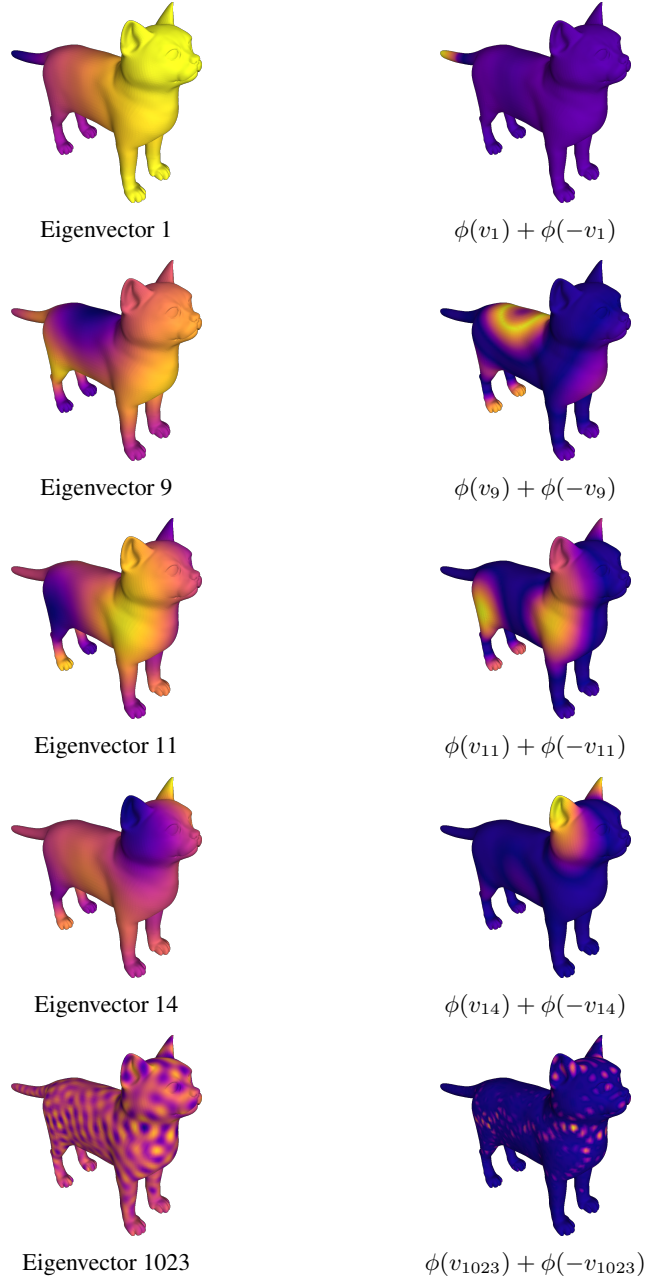 Eigenvector 1
ϕ(v₁) + ϕ(−v₁)
Eigenvector 9
ϕ(v₉) + ϕ(−v₉)
Eigenvector 11
ϕ(v₁₁) + ϕ(−v₁₁)
Eigenvector 14
ϕ(v₁₄) + ϕ(−v₁₄)
Eigenvector 1023
ϕ(v₁₀₂₃) + ϕ(−v₁₀₂₃)